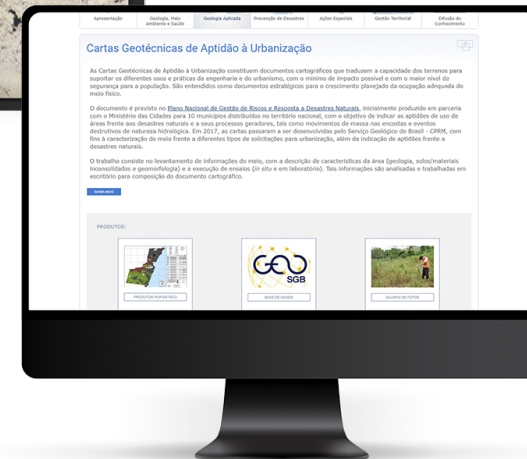 Apresentação
Geologia, Meio
Ambiente e Saúde
Geologia Aplicada
Prevenção de Desastres
Ações Especiais
Gestão Territorial
Difusão do
Conhecimento
Cartas Geotécnicas de Aptidão à Urbanização
As Cartas Geotécnicas de Aptidão à Urbanização constituem documentos cartográficos que traduzem a capacidade dos terrenos para
suportar os diferentes usos e práticas da engenharia e do urbanismo, com o mínimo de impacto possível e com o maior nível de
segurança para a população. São entendidos como documentos estratégicos para o crescimento planejado da ocupação adequada do
meio físico.
O documento é previsto no Plano Nacional de Gestão de Riscos e Resposta a Desastres Naturais, inicialmente produzido em parceria
com o Ministério das Cidades para 10 municípios distribuídos no território nacional, com o objetivo de indicar as aptidões de uso de
áreas frente aos desastres naturais e a seus processos geradores, tais como movimentos de massa nas encostas e eventos
destrutivos de natureza hidrológica. Em 2017, as cartas passaram a ser desenvolvidas pelo Serviço Geológico do Brasil - CPRM, com
fins à caracterização do meio frente a diferentes tipos de solicitações para urbanização, além da indicação de aptidões frente a
desastres naturais.
O trabalho consiste no levantamento de informações do meio, com a descrição de características da área (geologia, solos/materiais
inconsolidados e geomorfologia) e a execução de ensaios (in situ e em laboratório). Tais informações são analisadas e trabalhadas em
escritório para composição do documento cartográfico.
SAIBA MAIS
PRODUTOS:
GEO
SGB
PRODUTOS POR ESTADO
BASE DE DADOS
GALERIA DE FOTOS